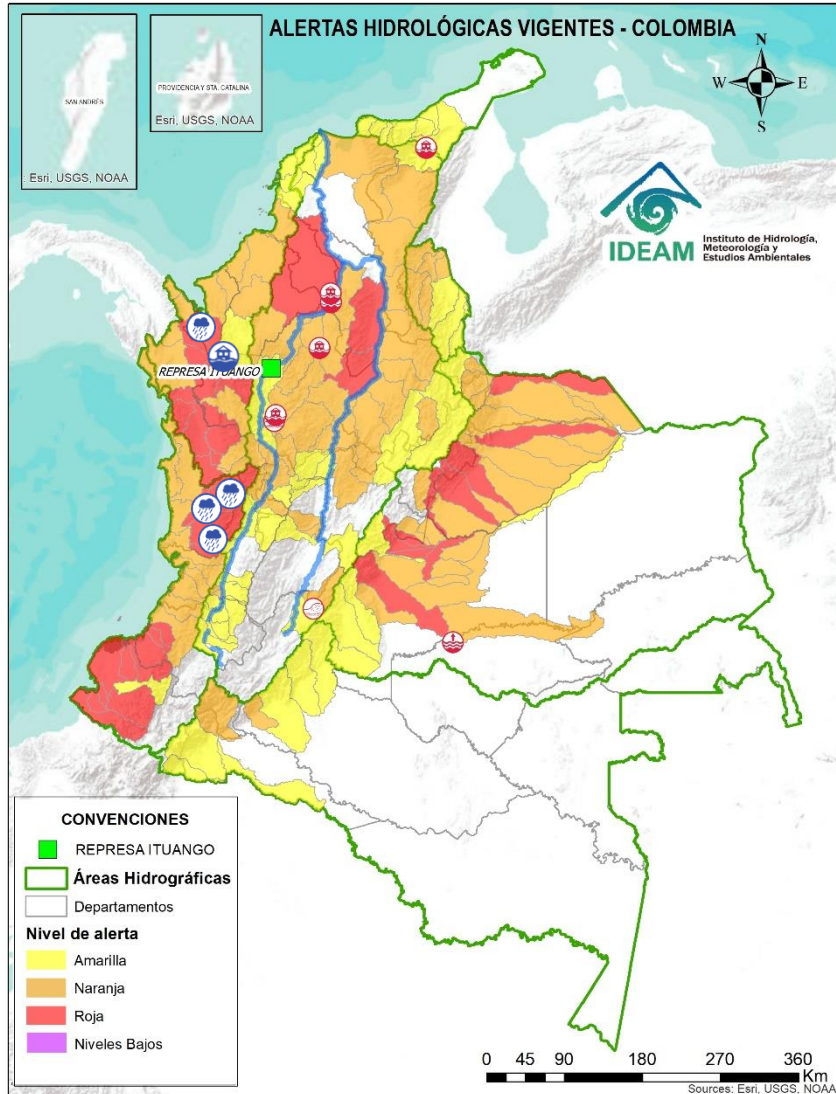 ALERTAS HIDROLÓGICAS VIGENTES - COLOMBIA
SAN ANDRÉS
Esri, USGS, NOAA
PROVIDENCIA Y STA. CATALINA
Esri, USGS, NOAA
N
W
E
S
IDEAM
Instituto de Hidrología,
Meteorología y
Estudios Ambientales
REPRESA ITUANGO
CONVENCIONES
REPRESA ITUANGO
Áreas Hidrográficas
Departamentos
Nivel de alerta
Amarilla
Naranja
Roja
Niveles Bajos
0 45 90 180 270 360
Km
Sources: Esri, USGS, NOAA